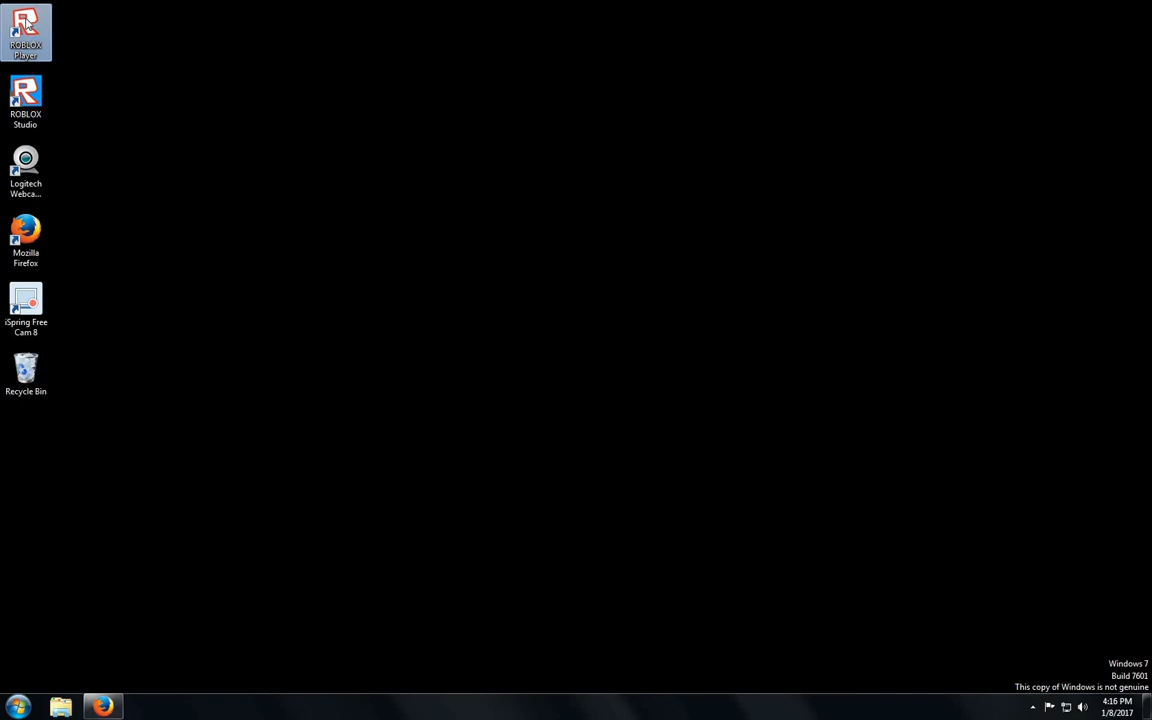 ROBLOX
Player
ROBLOX
Studio
Logitech
Webca...
Mozilla
Firefox
iSpring Free
Cam 8
Recycle Bin
Windows 7
Build 7601
This copy of Windows is not genuine
4:16 PM
1/8/2017